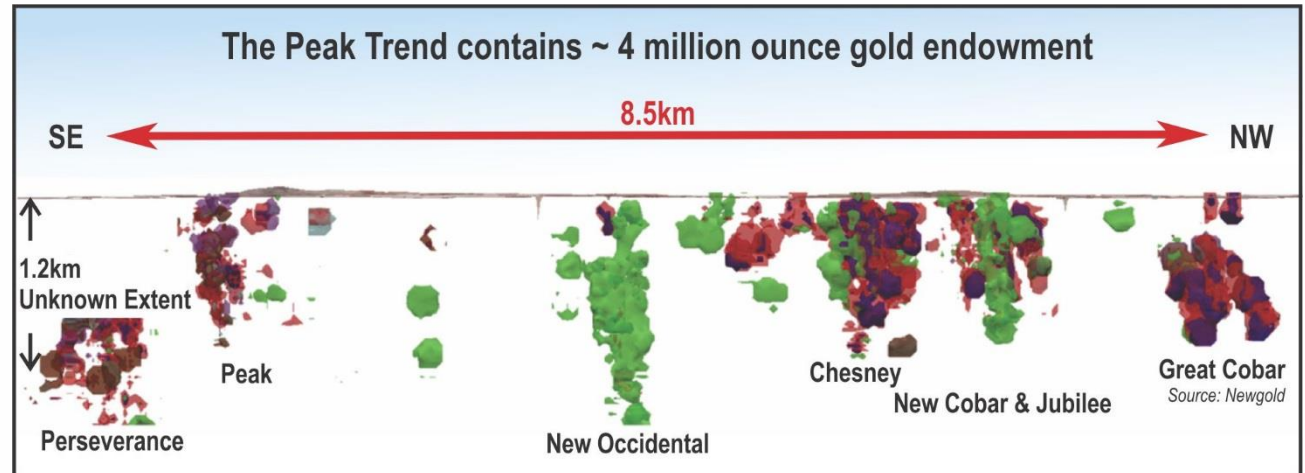 The Peak Trend contains ~ 4 million ounce gold endowment
8.5km
SE
NW
1.2km
Unknown Extent
Perseverance
Peak
New Occidental
Chesney
New Cobar & Jubilee
Great Cobar
Source: Newgold